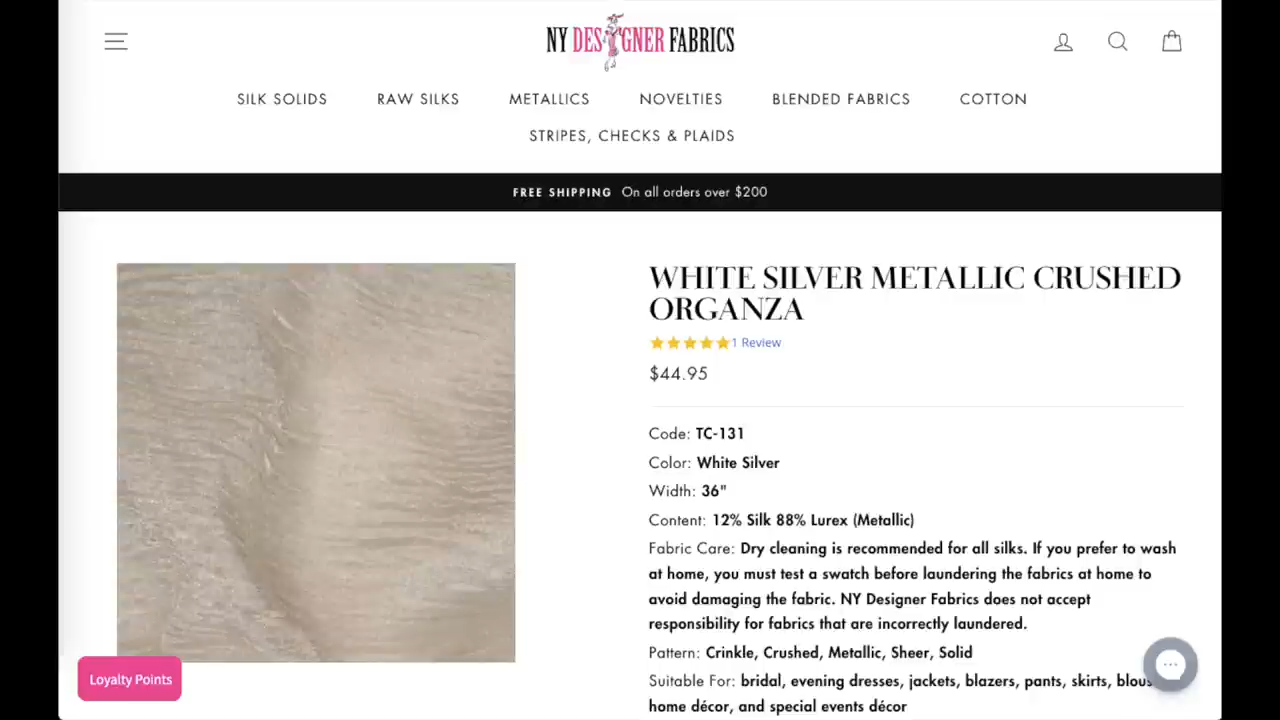 NY DESIGNER FABRICS
SILK SOLIDS RAW SILKS METALLICS NOVELTIES BLENDED FABRICS COTTON
STRIPES, CHECKS & PLAIDS
FREE SHIPPING On all orders over $200
WHITE SILVER METALLIC CRUSHED
ORGANZA
1 Review
$44.95
Code: TC-131
Color: White Silver
Width: 36"
Content: 12% Silk 88% Lurex (Metallic)
Fabric Care: Dry cleaning is recommended for all silks. If you prefer to wash
at home, you must test a swatch before laundering the fabrics at home to
avoid damaging the fabric. NY Designer Fabrics does not accept
responsibility for fabrics that are incorrectly laundered.
Pattern: Crinkle, Crushed, Metallic, Sheer, Solid
Suitable For: bridal, evening dresses, jackets, blazers, pants, skirts,
home décor, and special events décor
Loyalty Points